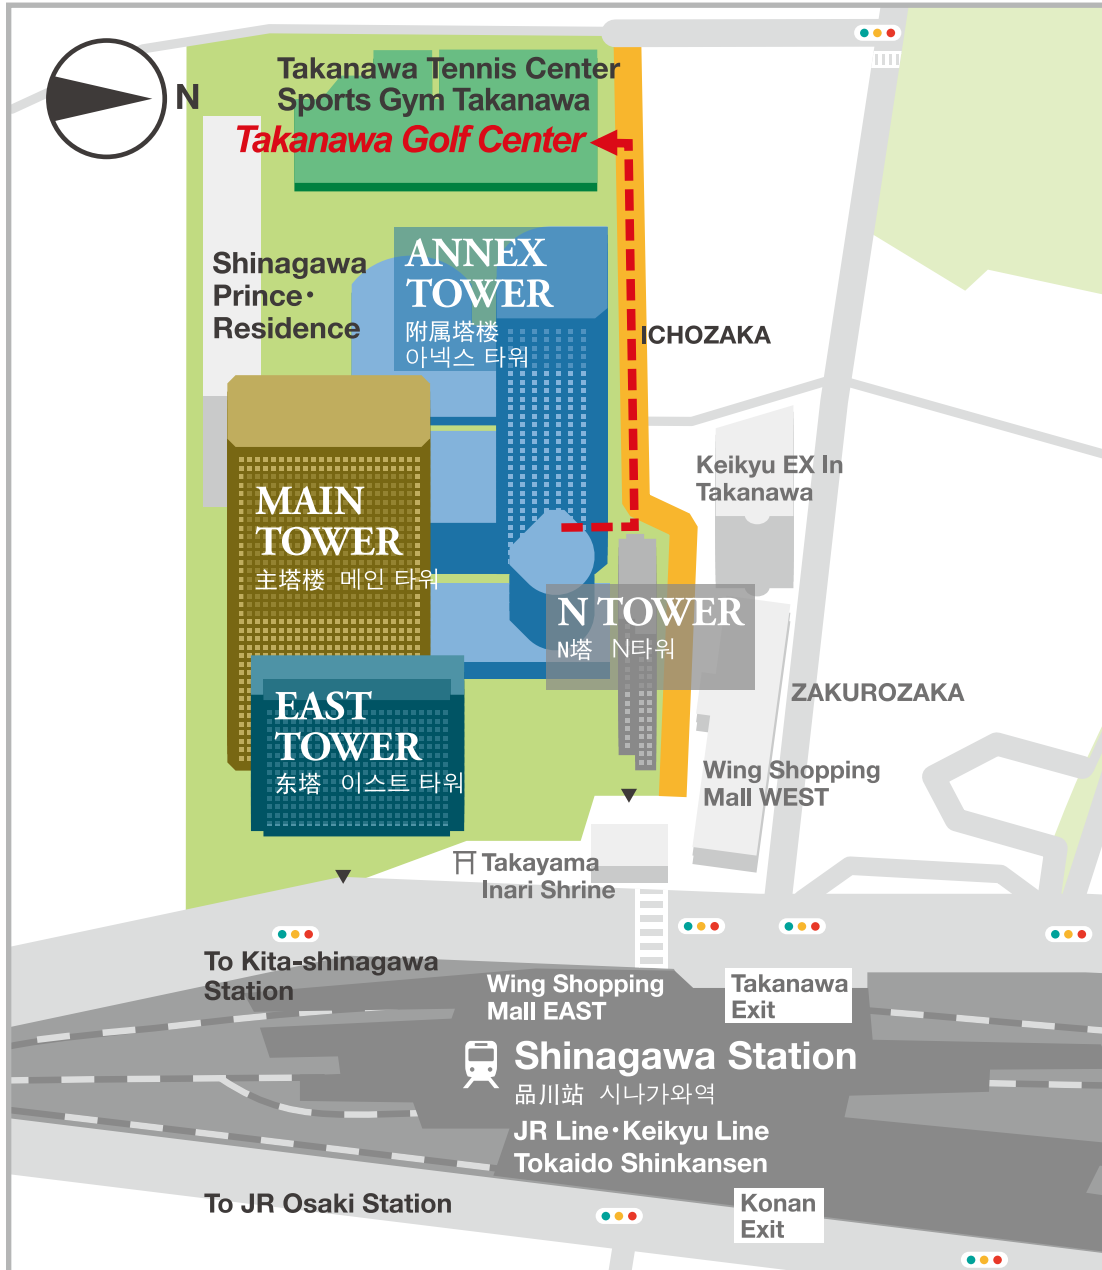 N
Takanawa Tennis Center
Sports Gym Takanawa
Takanawa Golf Center
Shinagawa
Prince・
Residence
ANNEX
TOWER
附属塔楼
아넥스 타워
ICHOZAKA
Keikyu EX In
Takanawa
MAIN
TOWER
主塔楼 메인 타워
N TOWER
N塔 N타워
EAST
TOWER
东塔 이스트 타워
ZAKUROZAKA
Wing Shopping
Mall WEST
Takayama
Inari Shrine
To Kita-shinagawa
Station
Wing Shopping
Mall EAST
Takanawa
Exit
Shinagawa Station
品川站 시나가와역
JR Line・Keikyu Line
Tokaido Shinkansen
To JR Osaki Station
Konan
Exit